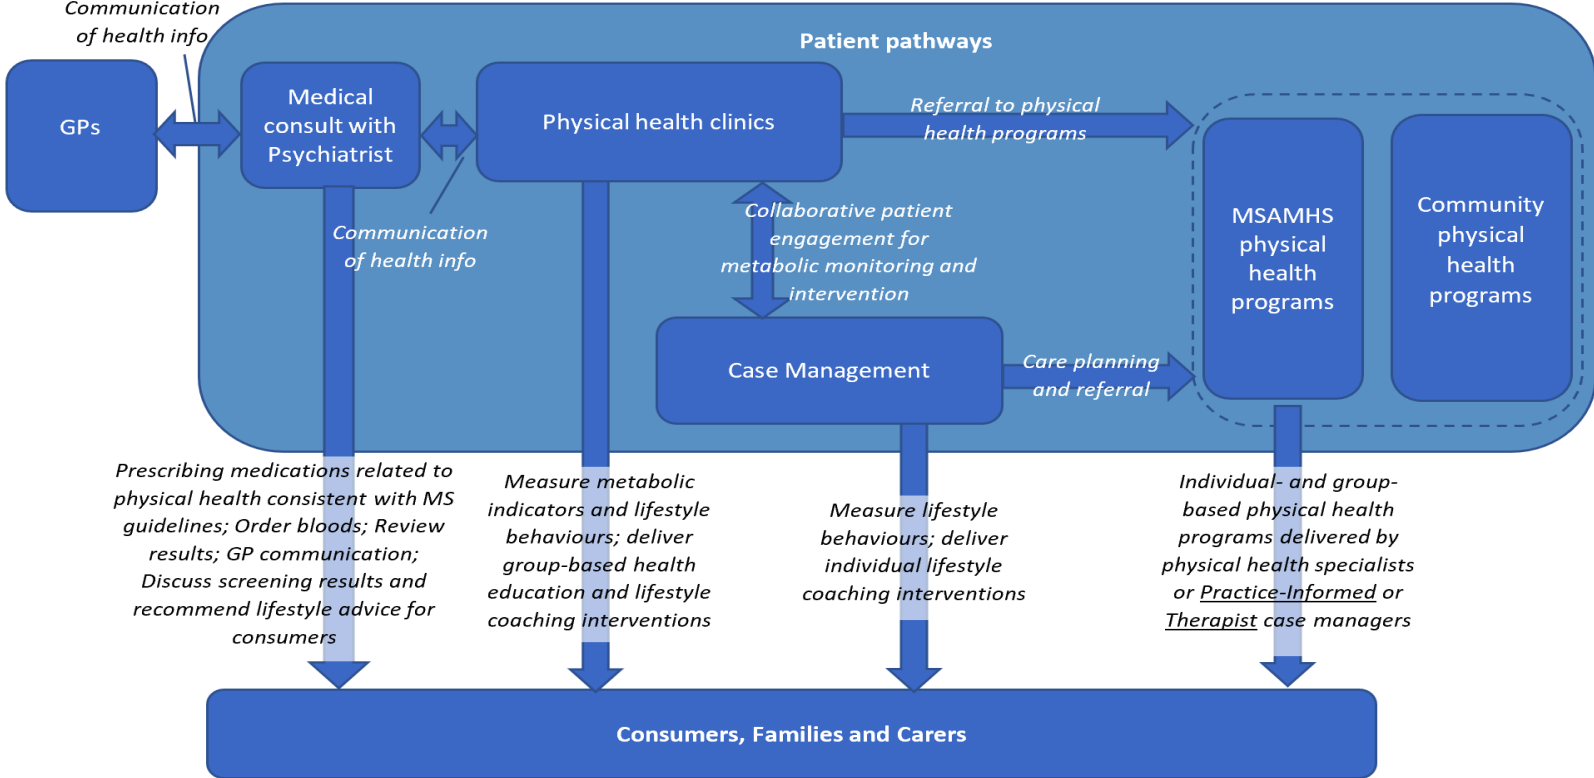 Communication
of health info
Patient pathways
GPs
Medical
consult with
Psychiatrist
Physical health clinics
Referral to physical
health programs
Communication
of health info
Collaborative patient
engagement for
metabolic monitoring and
intervention
MSAMHS
physical
health
programs
Community
physical
health
programs
Case Management
Care planning
and referral
Prescribing medications related to
physical health consistent with MS
guidelines; Order bloods; Review
results; GP communication;
Discuss screening results and
recommend lifestyle advice for
consumers
Measure metabolic
indicators and lifestyle
behaviours; deliver
group-based health
education and lifestyle
coaching interventions
Measure lifestyle
behaviours; deliver
individual lifestyle
coaching interventions
Individual- and group-
based physical health
programs delivered by
physical health specialists
or Practice-Informed or
Therapist case managers
Consumers, Families and Carers